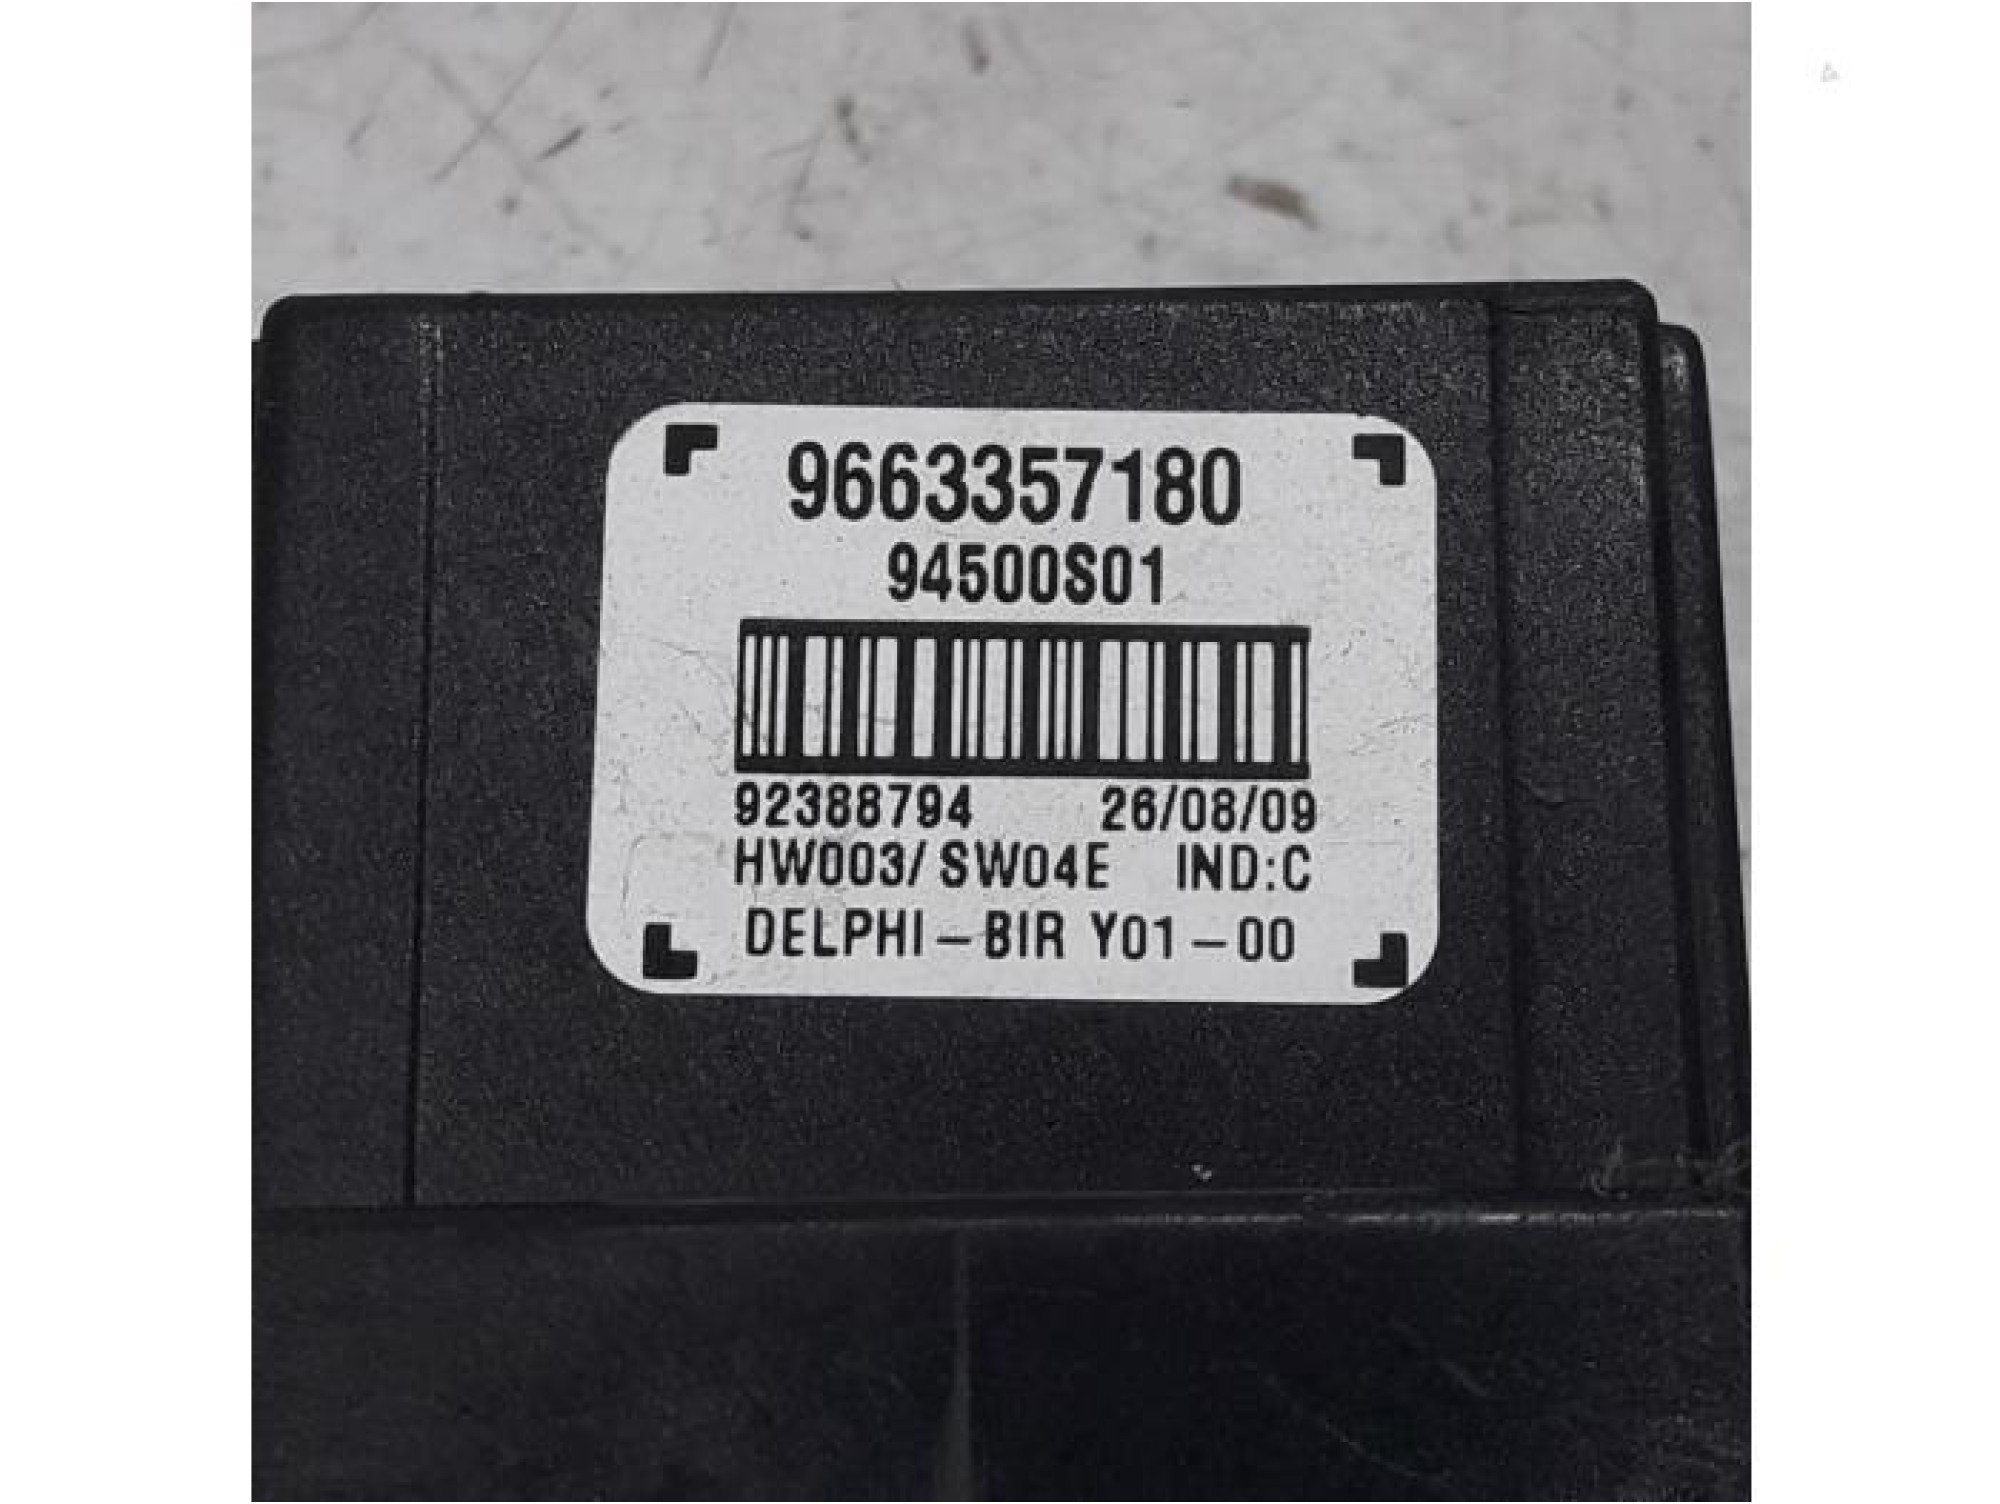 9663357180
94500S01
92388794 26/08/09
HW003/SW04E IND:C
DELPHI-BIR Y01-00